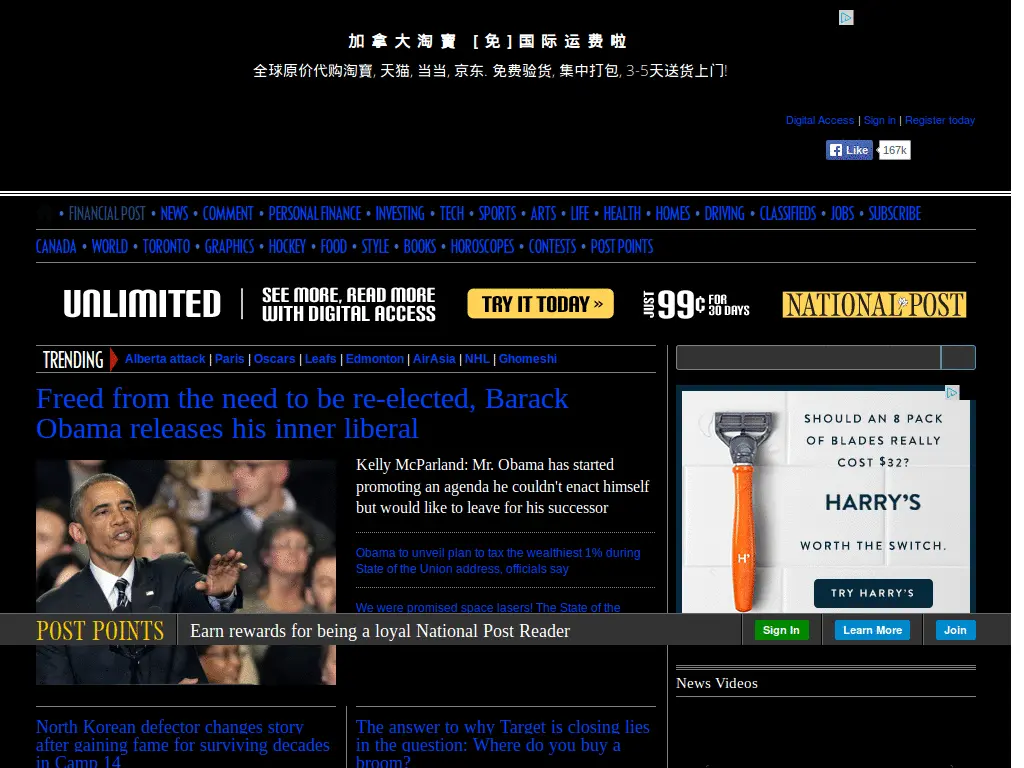 加拿大淘寶 [免]国际运费啦
全球原价代购淘寶, 天猫, 当当, 京东. 免费验货, 集中打包, 3-5天送货上门!
Digital Access | Sign in | Register today
Like 167k
• FINANCIAL POST • NEWS • COMMENT • PERSONAL FINANCE • INVESTING • TECH • SPORTS • ARTS • LIFE • HEALTH • HOMES • DRIVING • CLASSIFIEDS • JOBS • SUBSCRIBE
CANADA • WORLD • TORONTO • GRAPHICS • HOCKEY • FOOD • STYLE • BOOKS • HOROSCOPES • CONTESTS • POST POINTS
UNLIMITED
SEE MORE, READ MORE
WITH DIGITAL ACCESS
TRY IT TODAY »
JUST 99¢ FOR
30 DAYS
NATIONAL POST
TRENDING Alberta attack | Paris | Oscars | Leafs | Edmonton | AirAsia | NHL | Ghomeshi
Freed from the need to be re-elected, Barack
Obama releases his inner liberal
Kelly McParland: Mr. Obama has started
promoting an agenda he couldn't enact himself
but would like to leave for his successor
Obama to unveil plan to tax the wealthiest 1% during
State of the Union address, officials say
We were promised space lasers! The State of the
SHOULD AN 8 PACK
OF BLADES REALLY
COST $32?
HARRY'S
WORTH THE SWITCH.
TRY HARRY'S
H'
POST POINTS Earn rewards for being a loyal National Post Reader Sign In Learn More Join
News Videos
North Korean defector changes story
after gaining fame for surviving decades
in Camp 14
The answer to why Target is closing lies
in the question: Where do you buy a
broom?